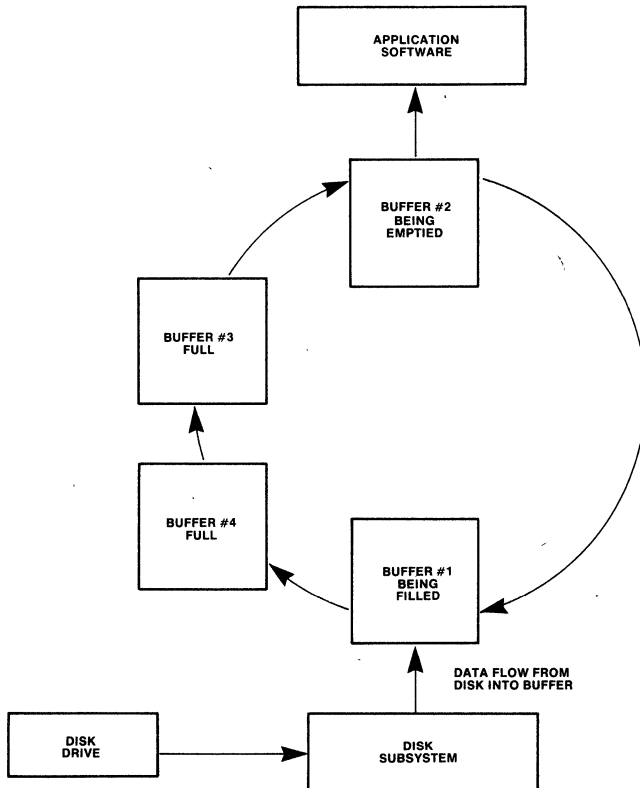 APPLICATION
SOFTWARE
BUFFER #2
BEING
EMPTIED
BUFFER #3
FULL
BUFFER #4
FULL
BUFFER #1
BEING
FILLED
DATA FLOW FROM
DISK INTO BUFFER
DISK
DRIVE
DISK
SUBSYSTEM